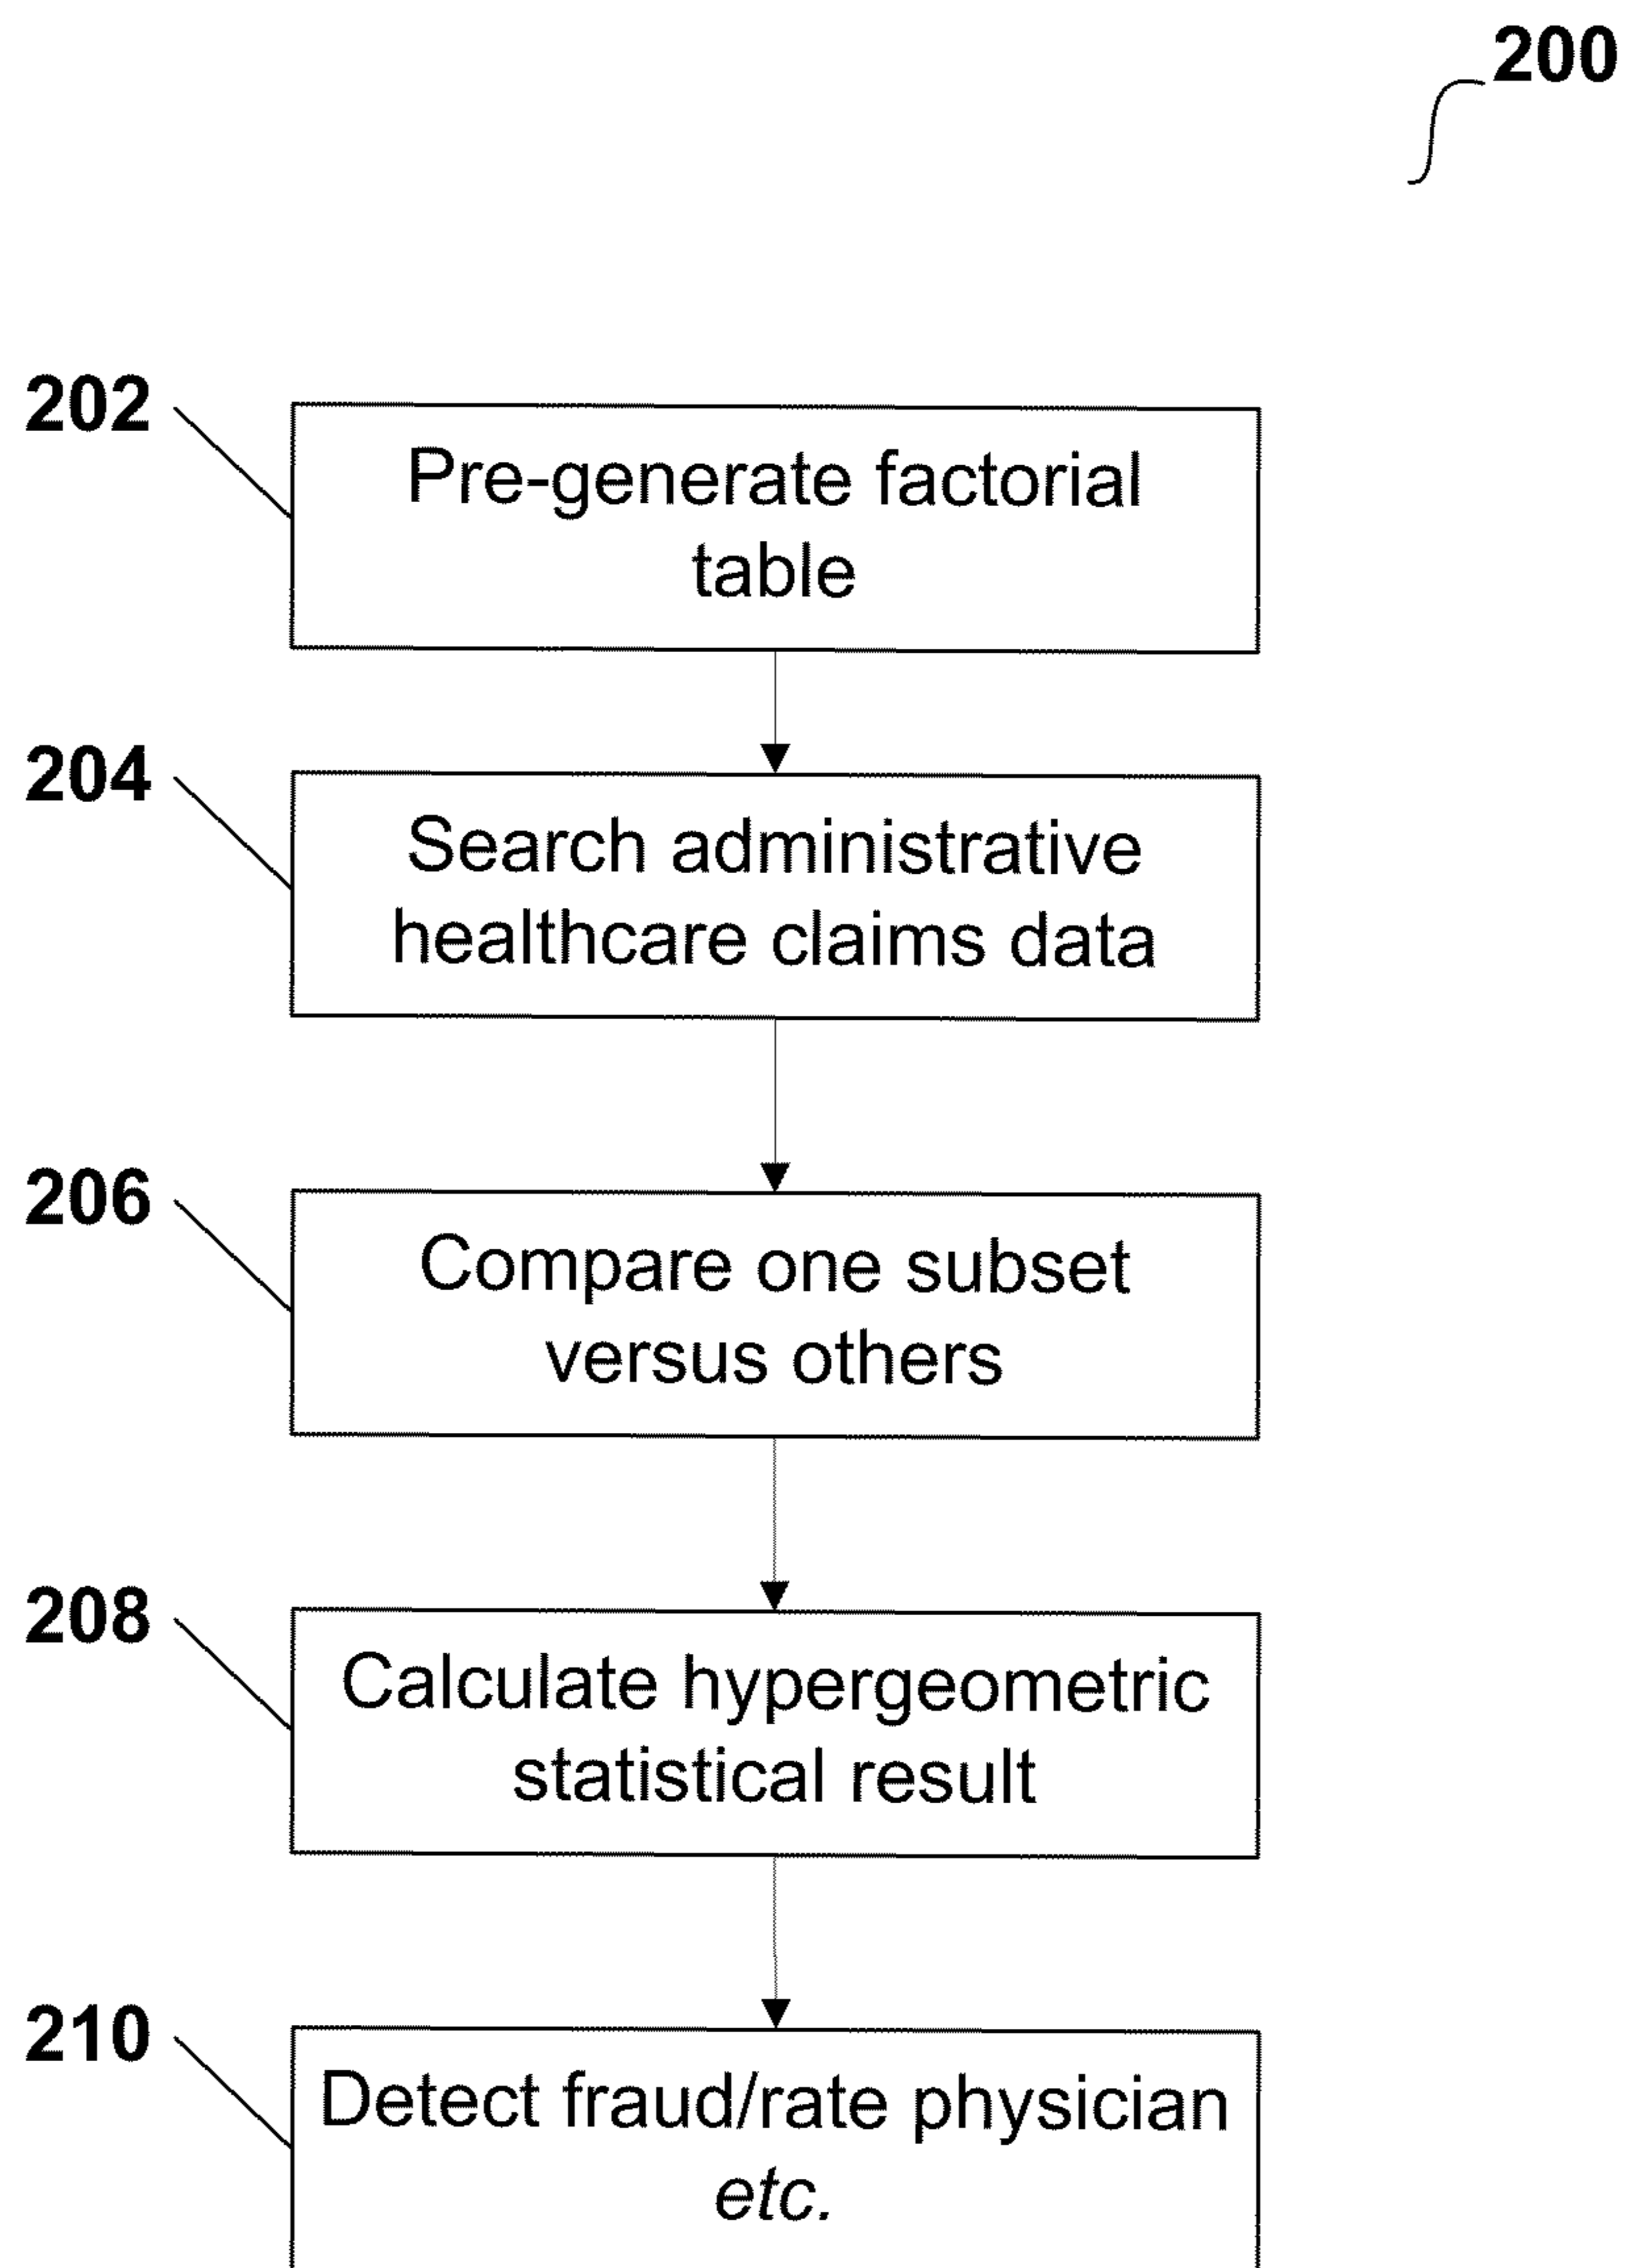 200
202
Pre-generate factorial
table
204
Search administrative
healthcare claims data
206
Compare one subset
versus others
208
Calculate hypergeometric
statistical result
210
Detect fraud/rate physician
etc.